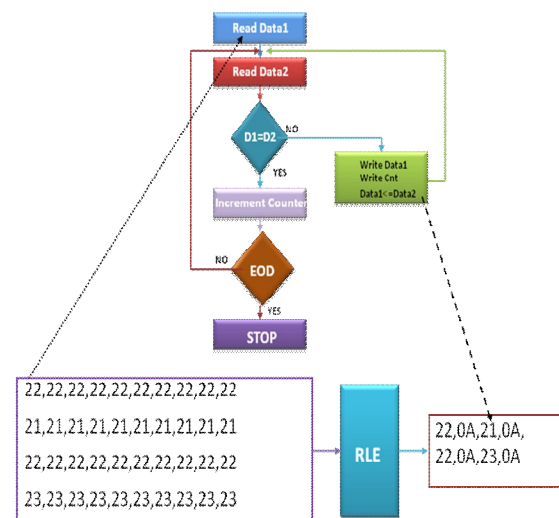 Read Data1
Read Data2
D1=D2
NO
YES
Write Data1
Write Cnt
Data1<=Data2
Increment Counter
NO
EOD
YES
STOP
22,22,22,22,22,22,22,22,22,22
21,21,21,21,21,21,21,21,21,21
22,22,22,22,22,22,22,22,22,22
23,23,23,23,23,23,23,23,23,23
RLE
22,0A,21,0A,
22,0A,23,0A